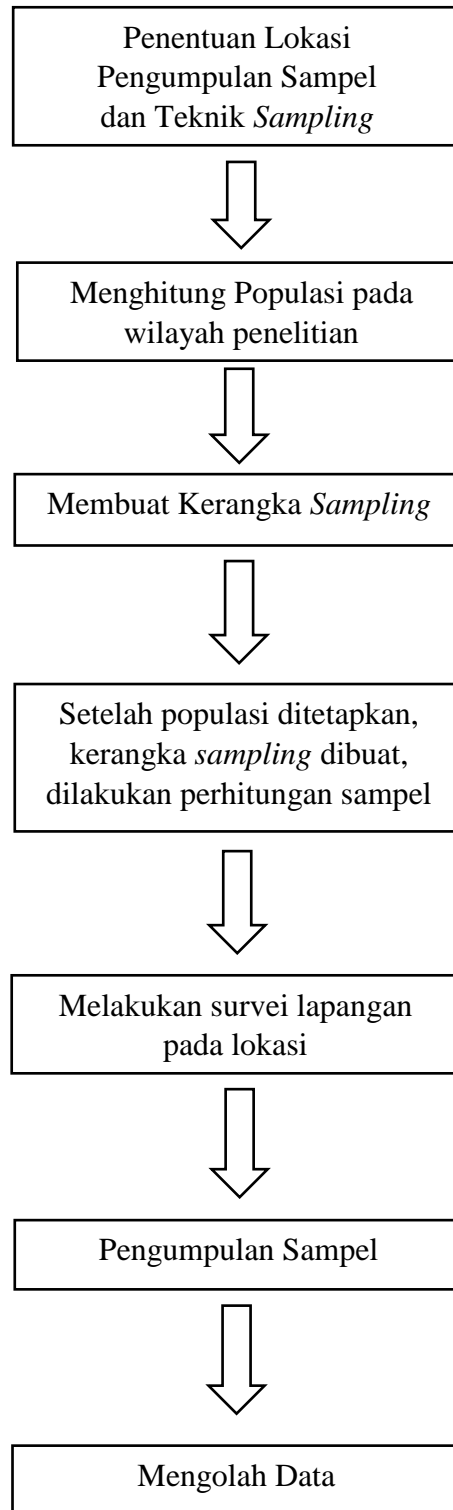 Penentuan Lokasi
Pengumpulan Sampel
dan Teknik Sampling
Menghitung Populasi pada
wilayah penelitian
Membuat Kerangka Sampling
Setelah populasi ditetapkan,
kerangka sampling dibuat,
dilakukan perhitungan sampel
Melakukan survei lapangan
pada lokasi
Pengumpulan Sampel
Mengolah Data